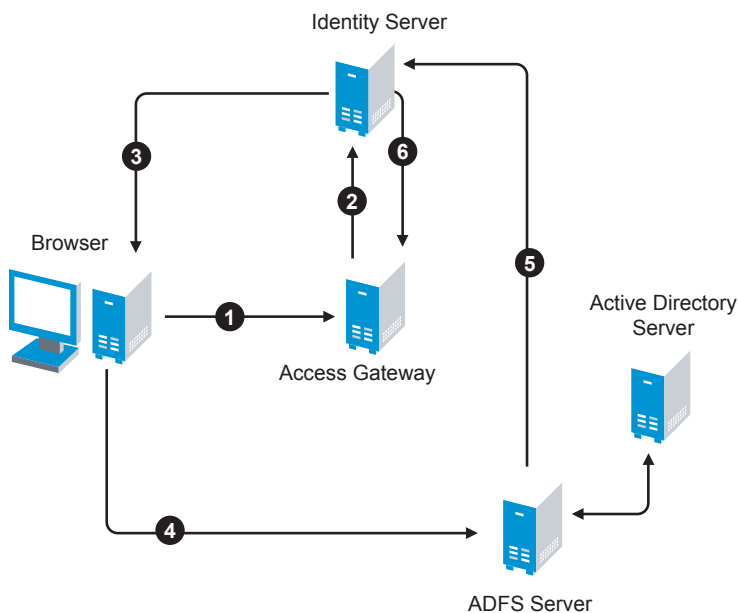 Identity Server
3
6
2
Browser
5
1
Active Directory
Server
Access Gateway
4
ADFS Server